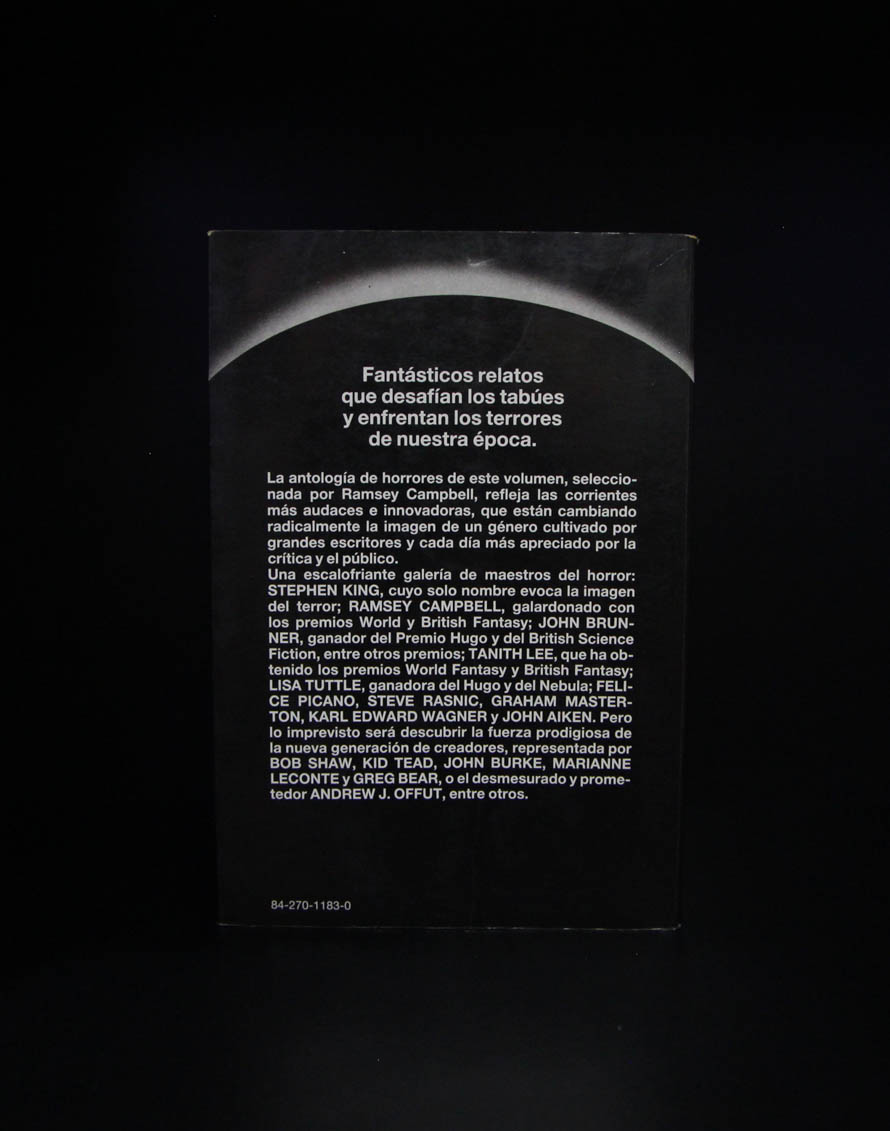 Fantásticos relatos
que desafían los tabúes
y enfrentan los terrores
de nuestra época.
La antología de horrores de este volumen, seleccio-
nada por Ramsey Campbell, refleja las corrientes
más audaces e innovadoras, que están cambiando
radicalmente la imagen de un género cultivado por
grandes escritores y cada día más apreciado por la
crítica y el público.
Una escalofriante galería de maestros del horror:
STEPHEN KING, cuyo solo nombre evoca la imagen
del terror; RAMSEY CAMPBELL, galardonado con
los premios World y British Fantasy; JOHN BRUN-
NER, ganador del Premio Hugo y del British Science
Fiction, entre otros premios; TANITH LEE, que ha ob-
tenido los premios World Fantasy y British Fantasy;
LISA TUTTLE, ganadora del Hugo y del Nebula; FELI-
CE PICANO, STEVE RASNIC, GRAHAM MASTER-
TON, KARL EDWARD WAGNER y JOHN AIKEN. Pero
lo imprevisto será descubrir la fuerza prodigiosa de
la nueva generación de creadores, representada por
BOB SHAW, KID TEAD, JOHN BURKE, MARIANNE
LECONTE y GREG BEAR, o el desmesurado y prome-
tedor ANDREW J. OFFUT, entre otros.
84-270-1183-0